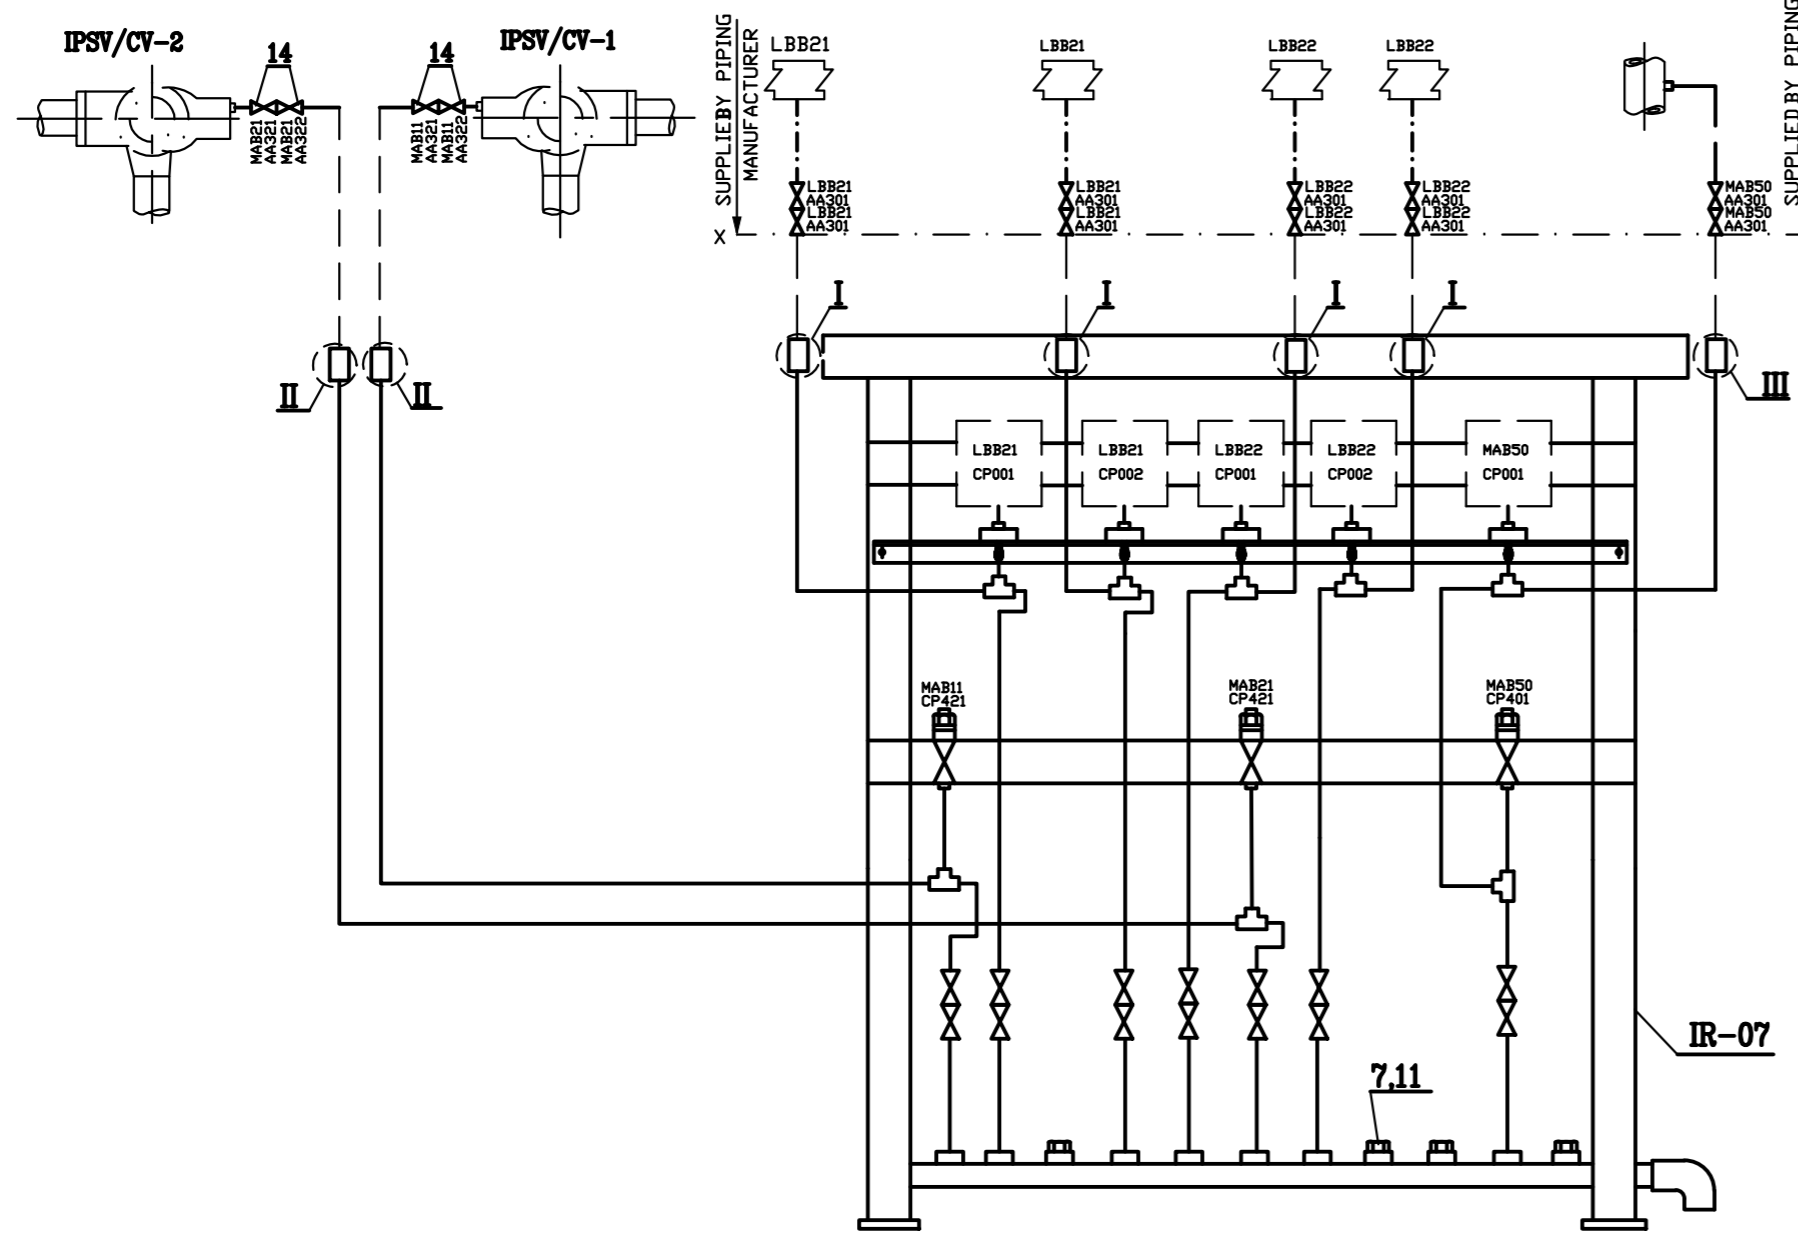 IPSV/CV-2
14
14
IPSV/CV-1
MAB21
AA321
MAB21
AA322
MAB11
AA321
MAB11
AA322
SUPPLIEBY PIPING
MANUFACTURER
X
LBB21
LBB21
LBB22
LBB22
SUPPLIED BY PIPING
LBB21
AA301
LBB21
AA301
LBB21
AA301
LBB21
AA301
LBB22
AA301
LBB22
AA301
LBB22
AA301
LBB22
AA301
MAB50
AA301
MAB50
AA301
I
I
I
I
II
II
III
LBB21
CP001
LBB21
CP002
LBB22
CP001
LBB22
CP002
MAB50
CP001
MAB11
CP421
MAB21
CP421
MAB50
CP401
IR-07
7,11